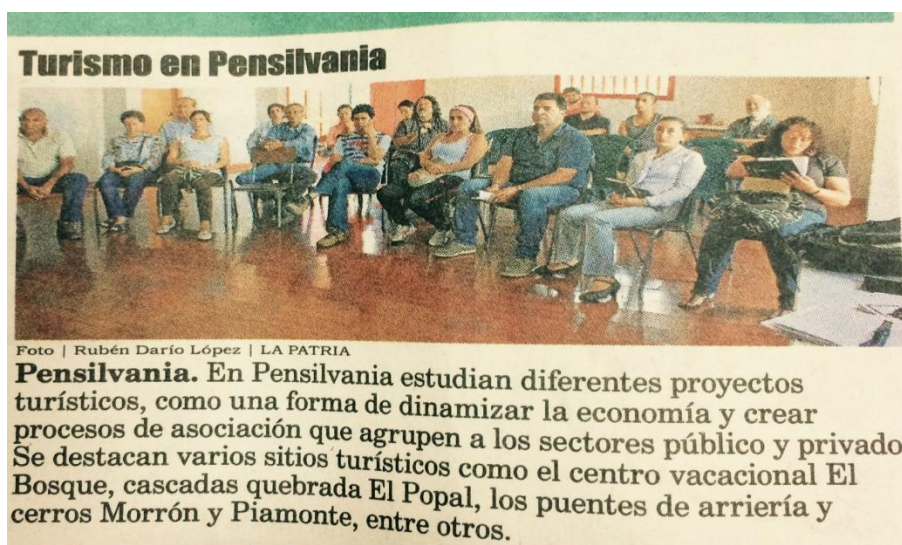 Turismo en Pensilvania
Foto | Rubén Darío López | LA PATRIA
Pensilvania. En Pensilvania estudian diferentes proyectos
turísticos, como una forma de dinamizar la economía y crear
procesos de asociación que agrupen a los sectores público y privado
Se destacan varios sitios turísticos como el centro vacacional El
Bosque, cascadas quebrada El Popal, los puentes de arriería y
cerros Morrón y Piamonte, entre otros.